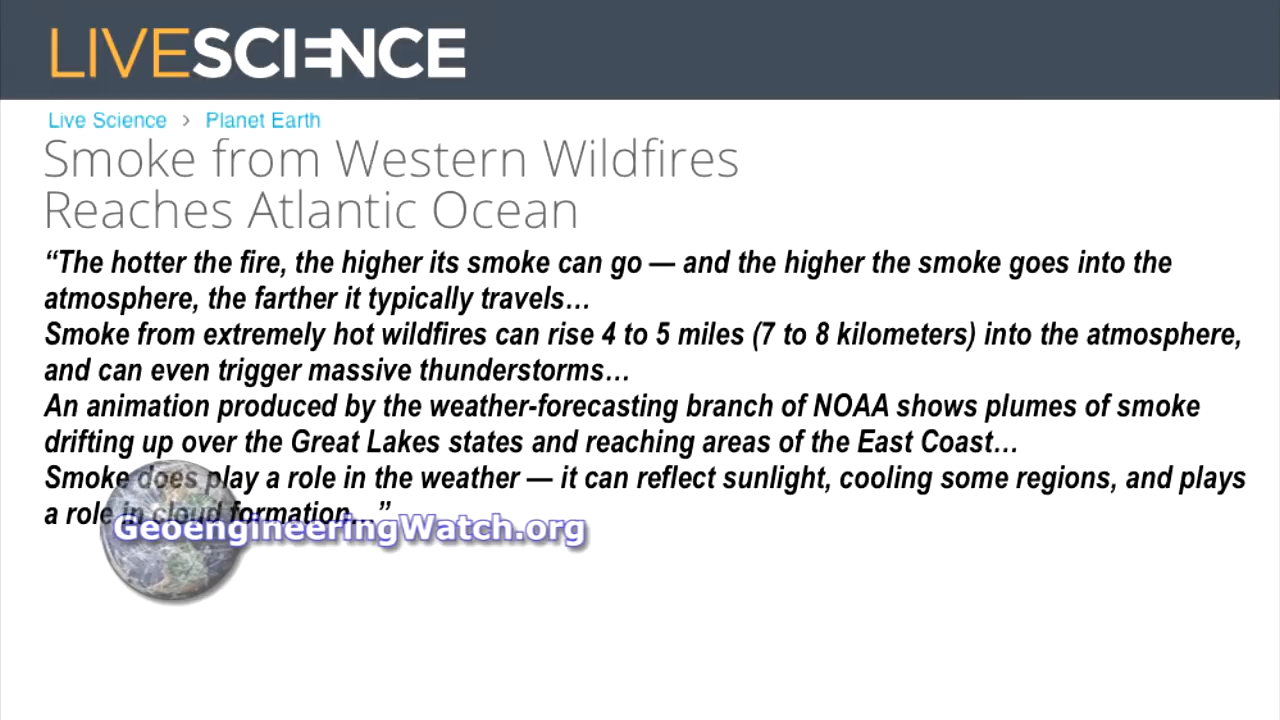 LIVESCIENCE
Live Science › Planet Earth
Smoke from Western Wildfires
Reaches Atlantic Ocean
“The hotter the fire, the higher its smoke can go — and the higher the smoke goes into the
atmosphere, the farther it typically travels…
Smoke from extremely hot wildfires can rise 4 to 5 miles (7 to 8 kilometers) into the atmosphere,
and can even trigger massive thunderstorms…
An animation produced by the weather-forecasting branch of NOAA shows plumes of smoke
drifting up over the Great Lakes states and reaching areas of the East Coast…
Smoke does play a role in the weather — it can reflect sunlight, cooling some regions, and plays
a role in cloud formation…”
GeoengineeringWatch.org